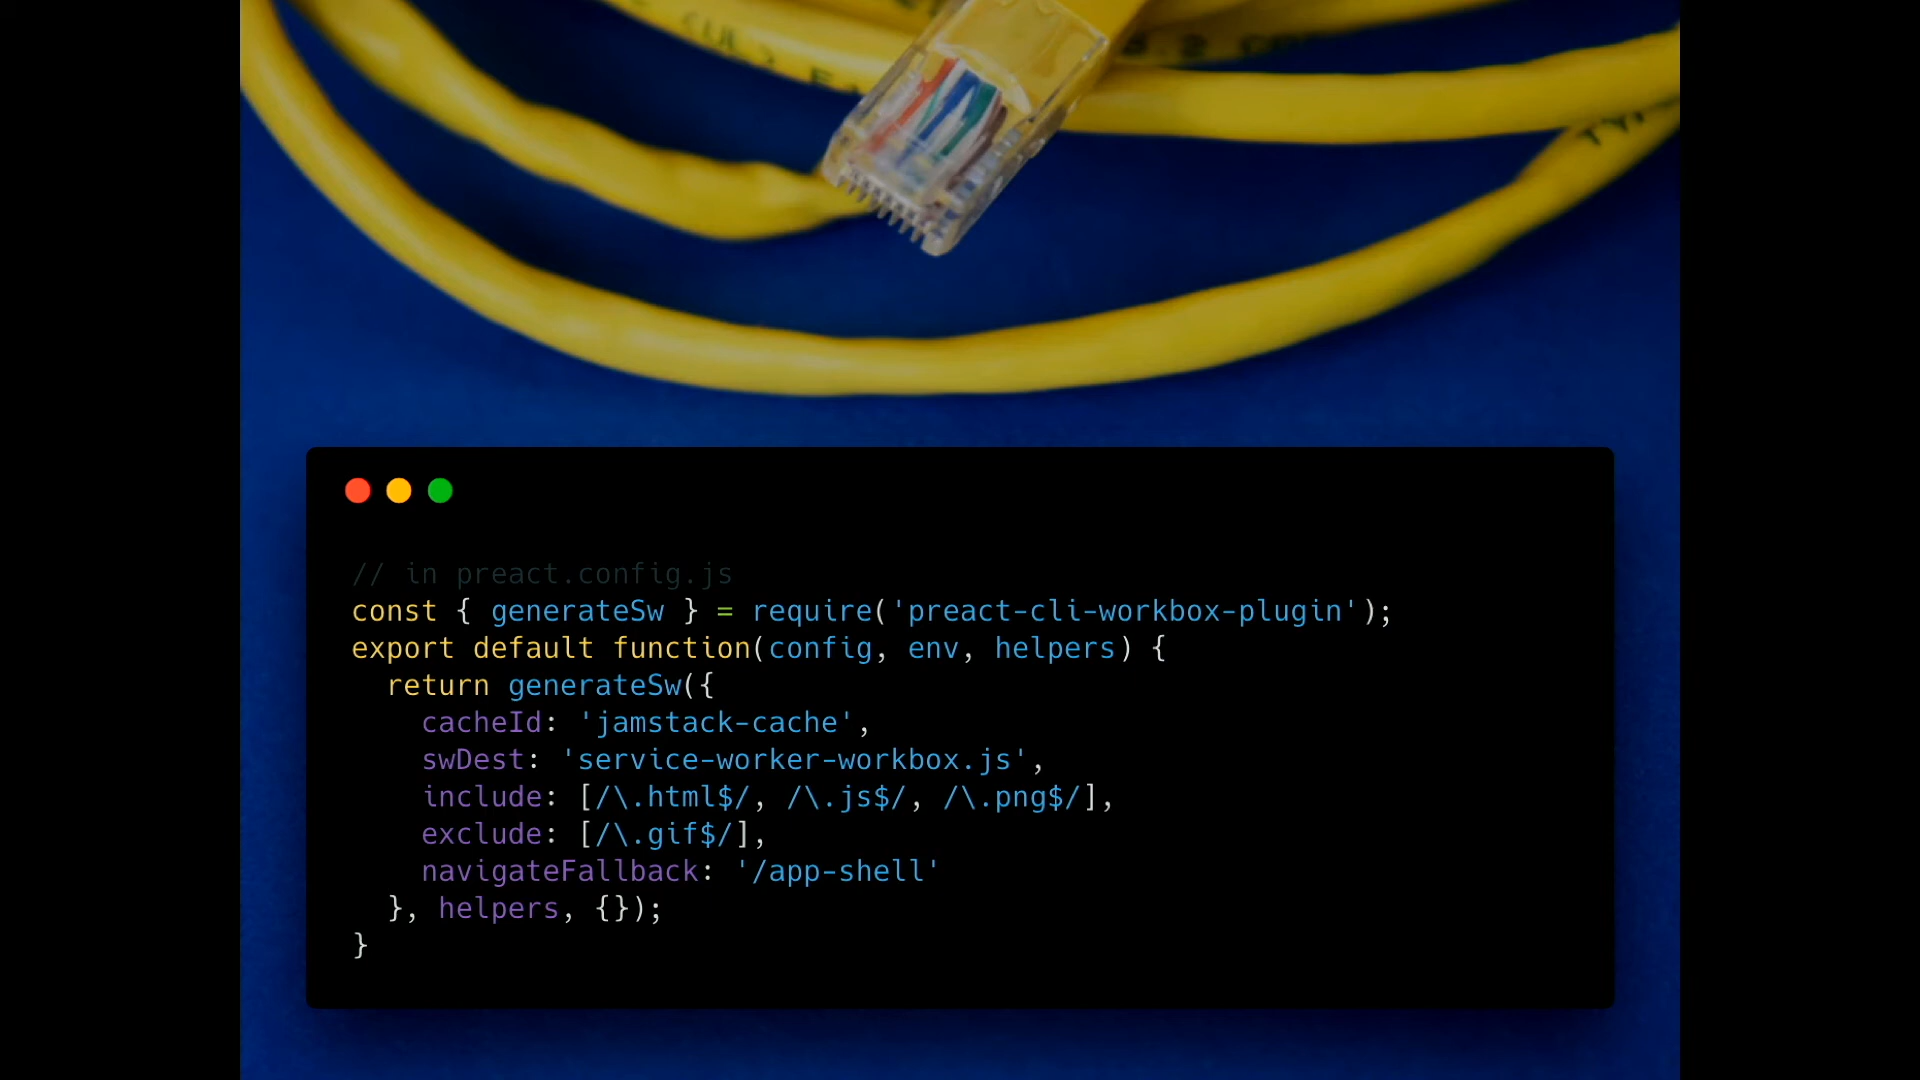 // in preact.config.js
const { generateSw } = require('preact-cli-workbox-plugin');
export default function(config, env, helpers) {
  return generateSw({
    cacheId: 'jamstack-cache',
    swDest: 'service-worker-workbox.js',
    include: [/\.html$/, /\.js$/, /\.png$/],
    exclude: [/\.gif$/],
    navigateFallback: '/app-shell'
  }, helpers, {});
}